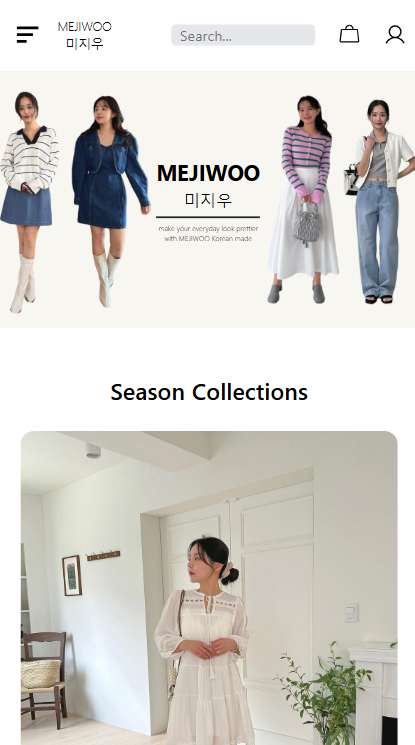 MEJIWOO
미지우
Search...
MEJIWOO
미지우
make your everyday look prettier
with MEJIWOO Korean made
Season Collections